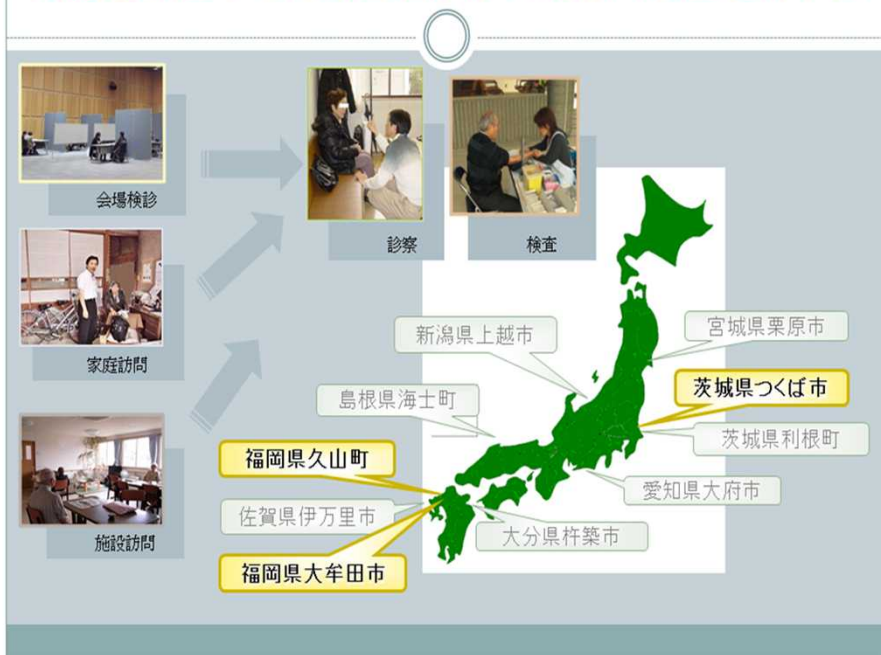 会場検診
診察
検査
家庭訪問
施設訪問
新潟県上越市
宮城県栗原市
島根県海士町
茨城県つくば市
福岡県久山町
茨城県利根町
佐賀県伊万里市
愛知県大府市
大分県杵築市
福岡県大牟田市